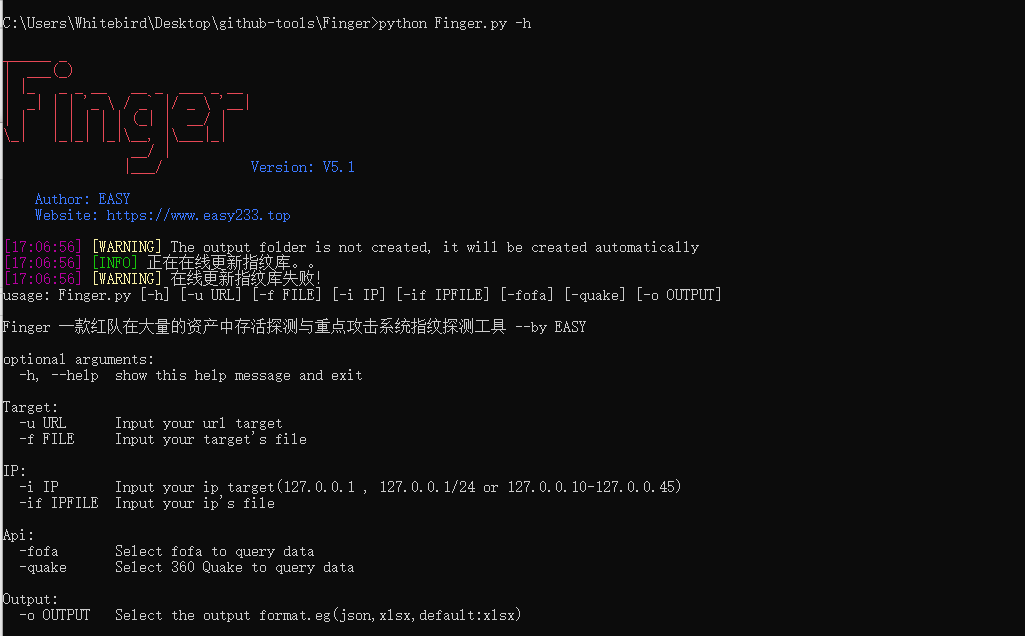 C:\Users\Whitebird\Desktop\github-tools\Finger>python Finger.py -h
Finger
Version: V5.1
Author: EASY
Website: https://www.easy233.top
[17:06:56] [WARNING] The output folder is not created, it will be created automatically
[17:06:56] [INFO] 正在在线更新指纹库。。
[17:06:56] [WARNING] 在线更新指纹库失败!
usage: Finger.py [-h] [-u URL] [-f FILE] [-i IP] [-if IPFILE] [-fofa] [-quake] [-o OUTPUT]
Finger 一款红队在大量的资产中存活探测与重点攻击系统指纹探测工具 --by EASY
optional arguments:
-h, --help show this help message and exit
Target:
-u URL Input your url target
-f FILE Input your target's file
IP:
-i IP Input your ip target(127.0.0.1 , 127.0.0.1/24 or 127.0.0.10-127.0.0.45)
-if IPFILE Input your ip's file
Api:
-fofa Select fofa to query data
-quake Select 360 Quake to query data
Output:
-o OUTPUT Select the output format.eg(json,xlsx,default:xlsx)